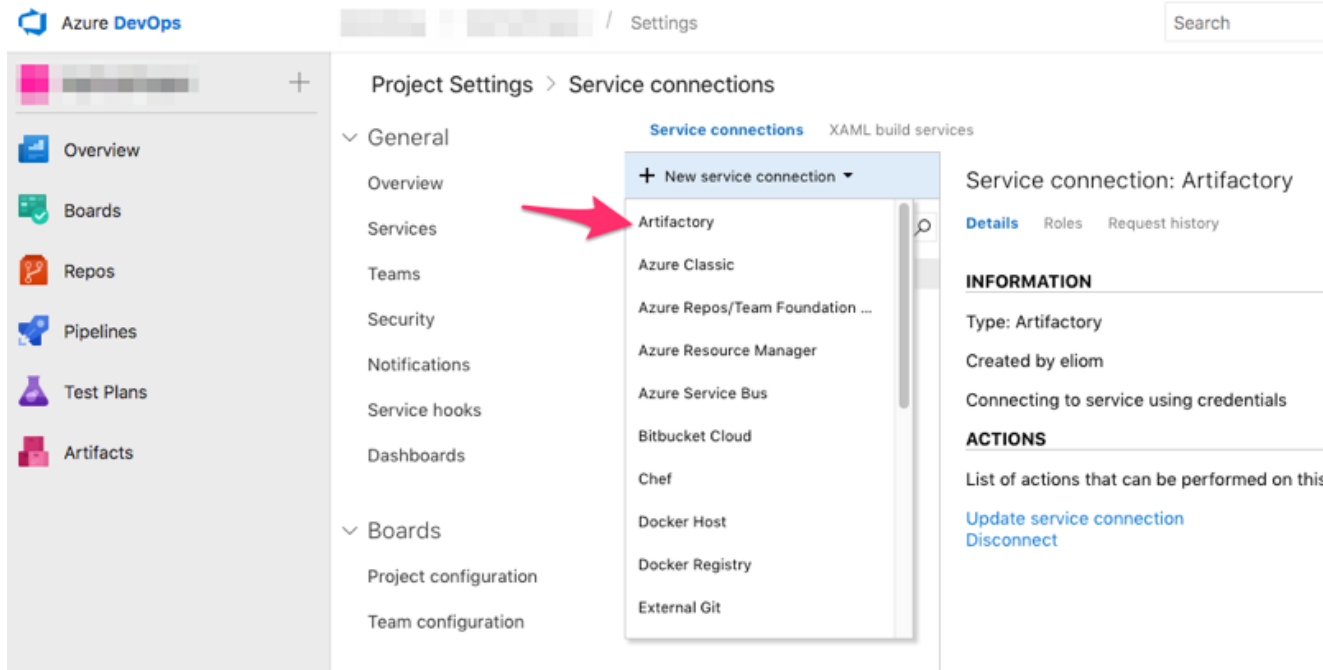 Azure DevOps
/ Settings
Search
Overview
Boards
Repos
Pipelines
Test Plans
Artifacts
Project Settings > Service connections
General
Overview
Services
Teams
Security
Notifications
Service hooks
Dashboards
Boards
Project configuration
Team configuration
Service connections XAML build services
+ New service connection
Artifactory
Azure Classic
Azure Repos/Team Foundation ...
Azure Resource Manager
Azure Service Bus
Bitbucket Cloud
Chef
Docker Host
Docker Registry
External Git
Service connection: Artifactory
Details Roles Request history
INFORMATION
Type: Artifactory
Created by eliom
Connecting to service using credentials
ACTIONS
List of actions that can be performed on this
Update service connection
Disconnect